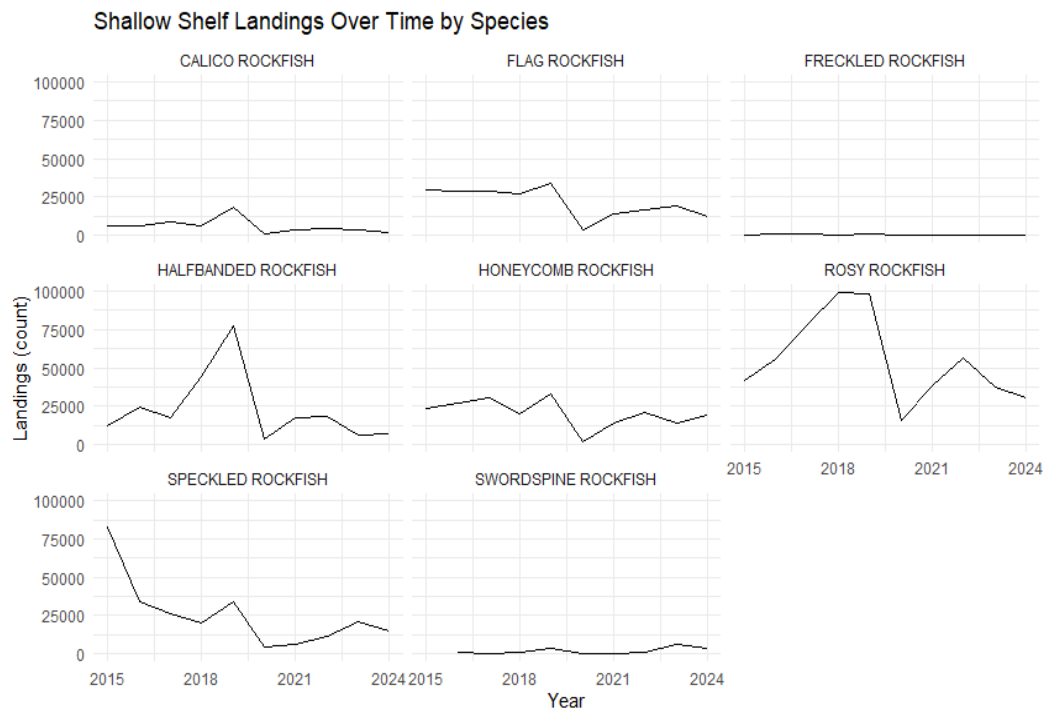 Shallow Shelf Landings Over Time by Species
CALICO ROCKFISH
FLAG ROCKFISH
FRECKLED ROCKFISH
100000
75000
50000
25000
0
HALFBANDED ROCKFISH
HONEYCOMB ROCKFISH
ROSY ROCKFISH
Landings (count)
100000
75000
50000
25000
0
2015 2018 2021 2024
SPECKLED ROCKFISH
SWORDSPINE ROCKFISH
100000
75000
50000
25000
0
2015 2018 2021 2024
2015 2018 2021 2024
Year